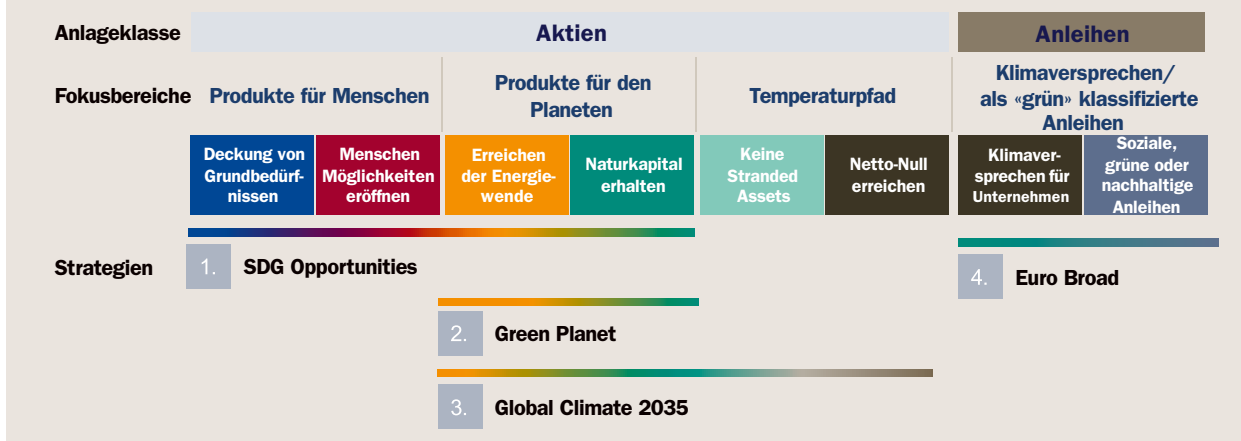 Anlageklasse
Aktien
Anleihen
Fokusbereiche
Produkte für Menschen
Produkte für den
Planeten
Temperaturpfad
Klimaversprechen/
als «grün» klassifizierte
Anleihen
Deckung von
Grundbedürf-
nissen
Menschen
Möglichkeiten
eröffnen
Erreichen
der Energie-
wende
Naturkapital
erhalten
Keine
Stranded
Assets
Netto-Null
erreichen
Klimaver-
sprechen für
Unternehmen
Soziale,
grüne oder
nachhaltige
Anleihen
Strategien
1. SDG Opportunities
4. Euro Broad
2. Green Planet
3. Global Climate 2035